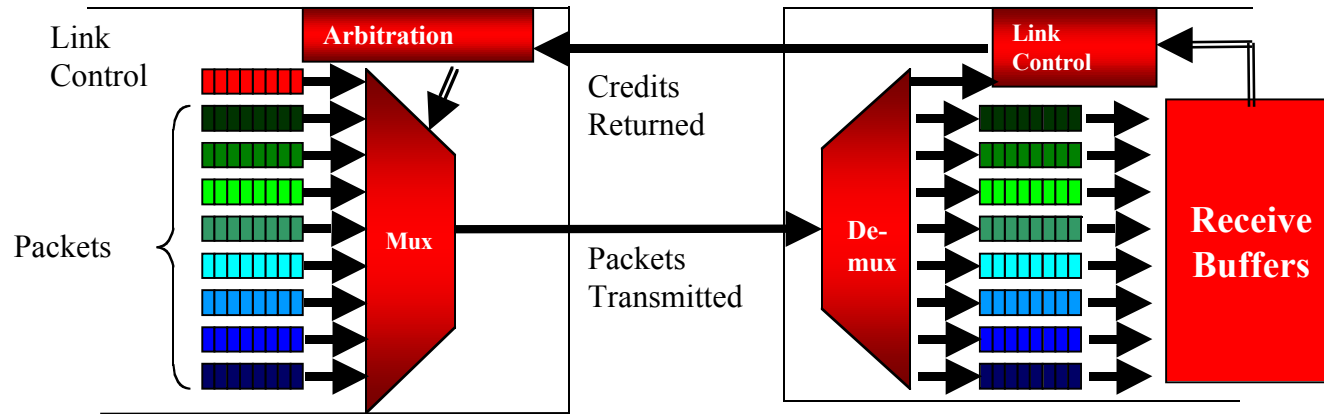 Link
Control
Arbitration
Credits
Returned
Link
Control
Packets
Mux
Packets
Transmitted
De-
mux
Receive
Buffers